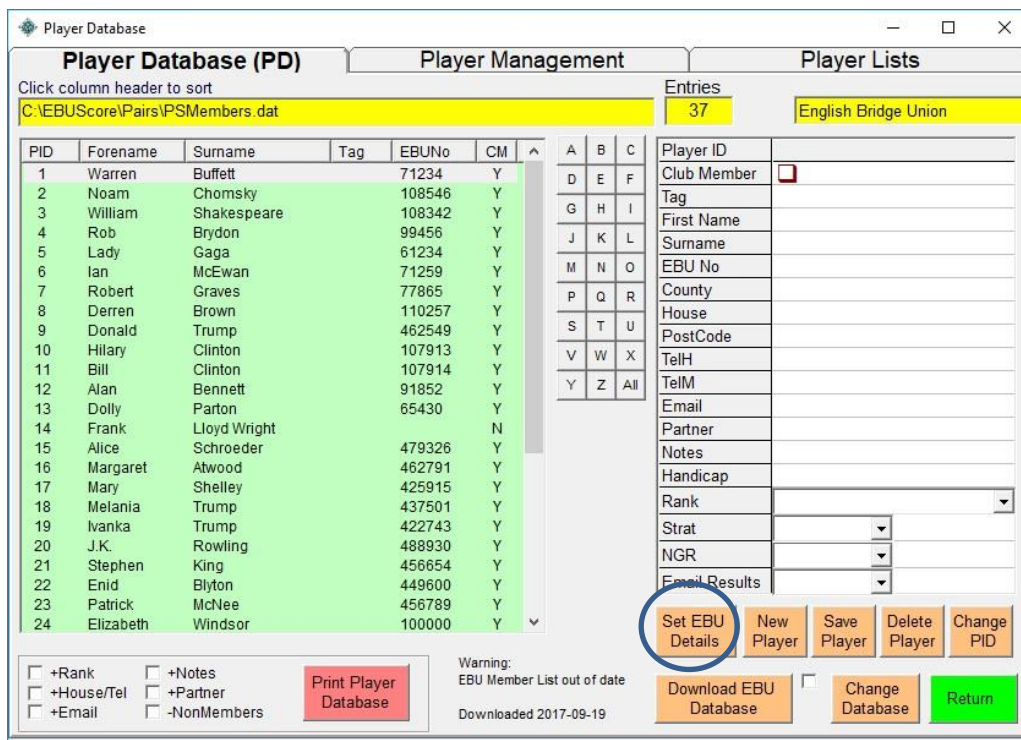 Player Database
Player Database (PD) Player Management Player Lists
Click column header to sort Entries
C:\EBUScore\Pairs\PSMembers.dat 37 English Bridge Union
PID Forename Surname Tag EBUNo CM
1 Warren Buffett 71234 Y
2 Noam Chomsky 108546 Y
3 William Shakespeare 108342 Y
4 Rob Brydon 99456 Y
5 Lady Gaga 61234 Y
6 Ian McEwan 71259 Y
7 Robert Graves 77865 Y
8 Derren Brown 110257 Y
9 Donald Trump 462549 Y
10 Hilary Clinton 107913 Y
11 Bill Clinton 107914 Y
12 Alan Bennett 91852 Y
13 Dolly Parton 65430 Y
14 Frank Lloyd Wright N
15 Alice Schroeder 479326 Y
16 Margaret Atwood 462791 Y
17 Mary Shelley 425915 Y
18 Melania Trump 437501 Y
19 Ivanka Trump 422743 Y
20 J.K. Rowling 488930 Y
21 Stephen King 456654 Y
22 Enid Blyton 449600 Y
23 Patrick McNee 456789 Y
24 Elizabeth Windsor 100000 Y
A B C
D E F
G H I
J K L
M N O
P Q R
S T U
V W X
Y Z All
Player ID
Club Member
Tag
First Name
Surname
EBU No
County
House
PostCode
TelH
TelM
Email
Partner
Notes
Handicap
Rank
Strat
NGR
Email Results
Set EBU Details
New Player
Save Player
Delete Player
Change PID
+Rank +Notes
+House/Tel +Partner
+Email -NonMembers
Print Player Database
Warning:
EBU Member List out of date
Downloaded 2017-09-19
Download EBU Database
Change Database
Return